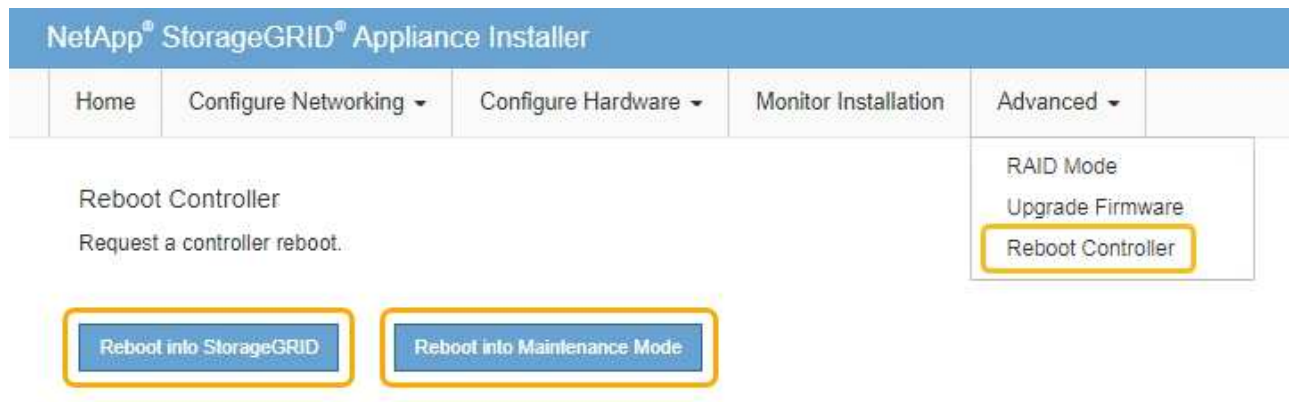 NetApp® StorageGRID® Appliance Installer
Home Configure Networking Configure Hardware Monitor Installation Advanced
RAID Mode
Upgrade Firmware
Reboot Controller
Reboot Controller
Request a controller reboot.
Reboot into StorageGRID Reboot into Maintenance Mode